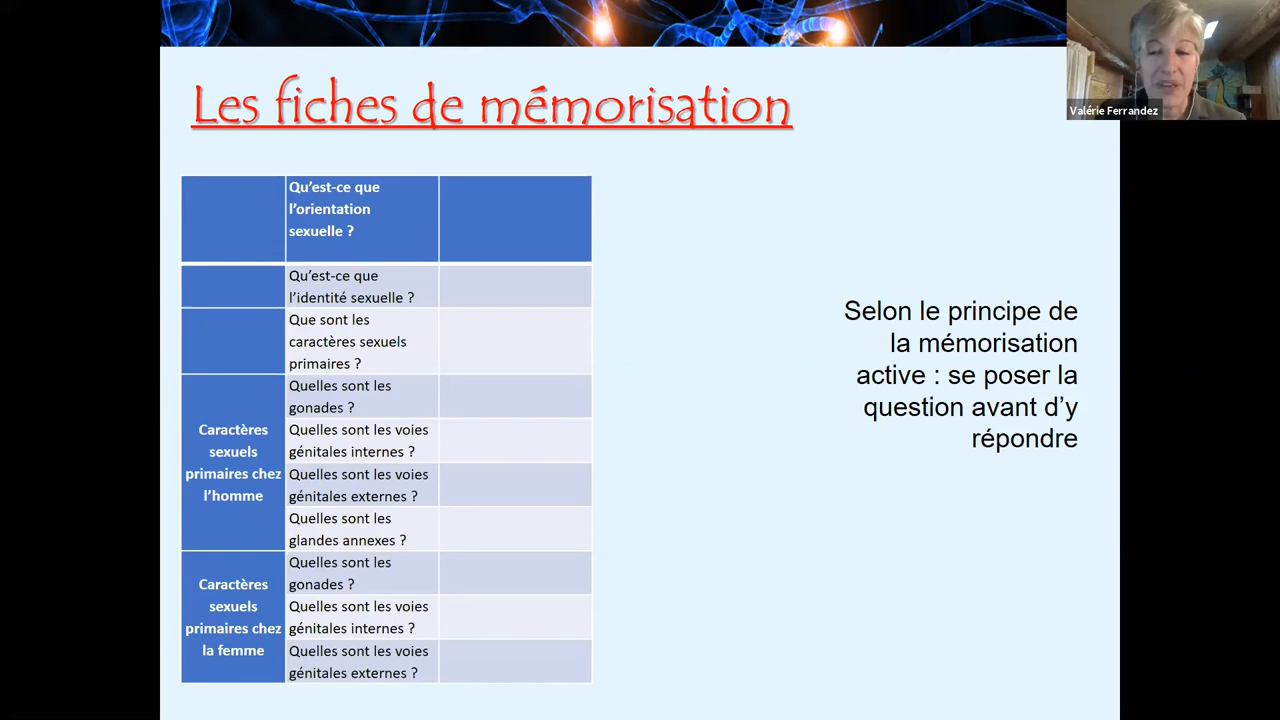 Valérie Ferrandez
Les fiches de mémorisation
Qu’est-ce que
l’orientation
sexuelle ?
Qu’est-ce que
l’identité sexuelle ?
Que sont les
caractères sexuels
primaires ?
Caractères
sexuels
primaires chez
l’homme
Quelles sont les
gonades ?
Quelles sont les voies
génitales internes ?
Quelles sont les voies
génitales externes ?
Quelles sont les
glandes annexes ?
Caractères
sexuels
primaires chez
la femme
Quelles sont les
gonades ?
Quelles sont les voies
génitales internes ?
Quelles sont les voies
génitales externes ?
Selon le principe de
la mémorisation
active : se poser la
question avant d’y
répondre